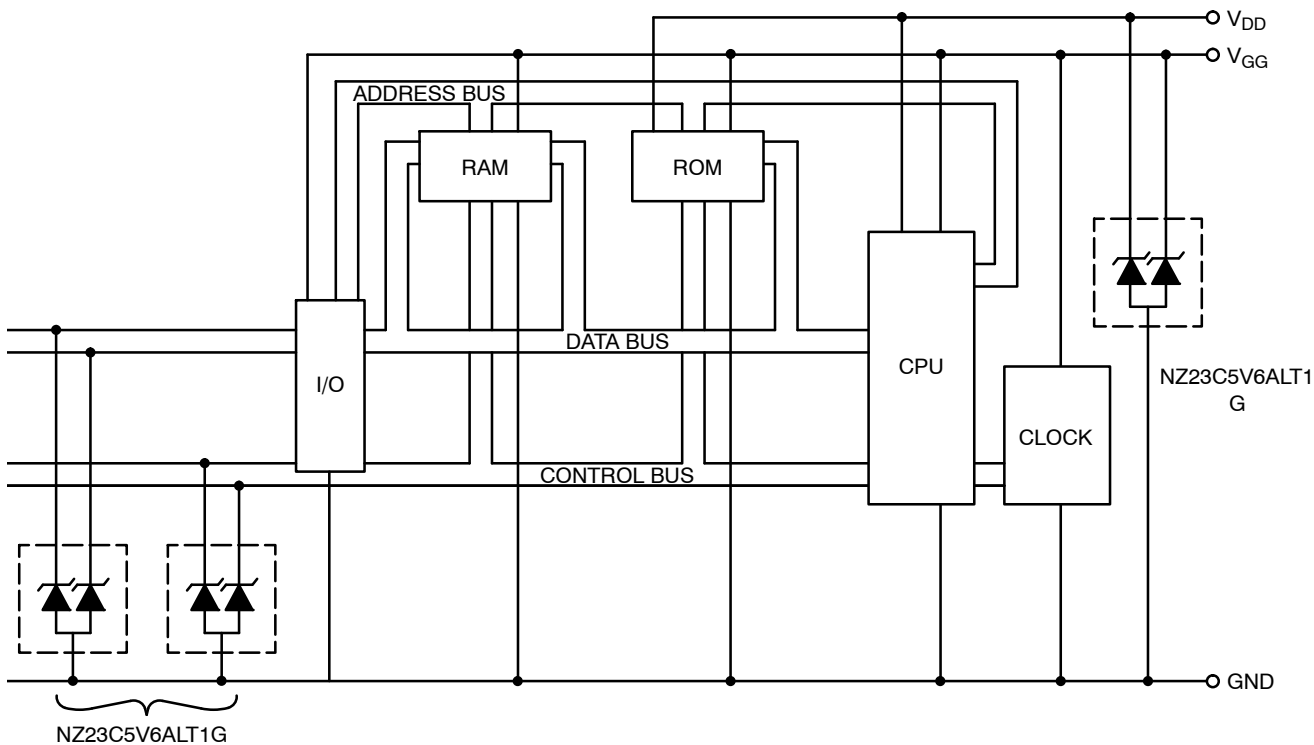 VDD
VGG
ADDRESS BUS
RAM
ROM
DATA BUS
CPU
I/O
NZ23C5V6ALT1
G
CLOCK
CONTROL BUS
GND
NZ23C5V6ALT1G